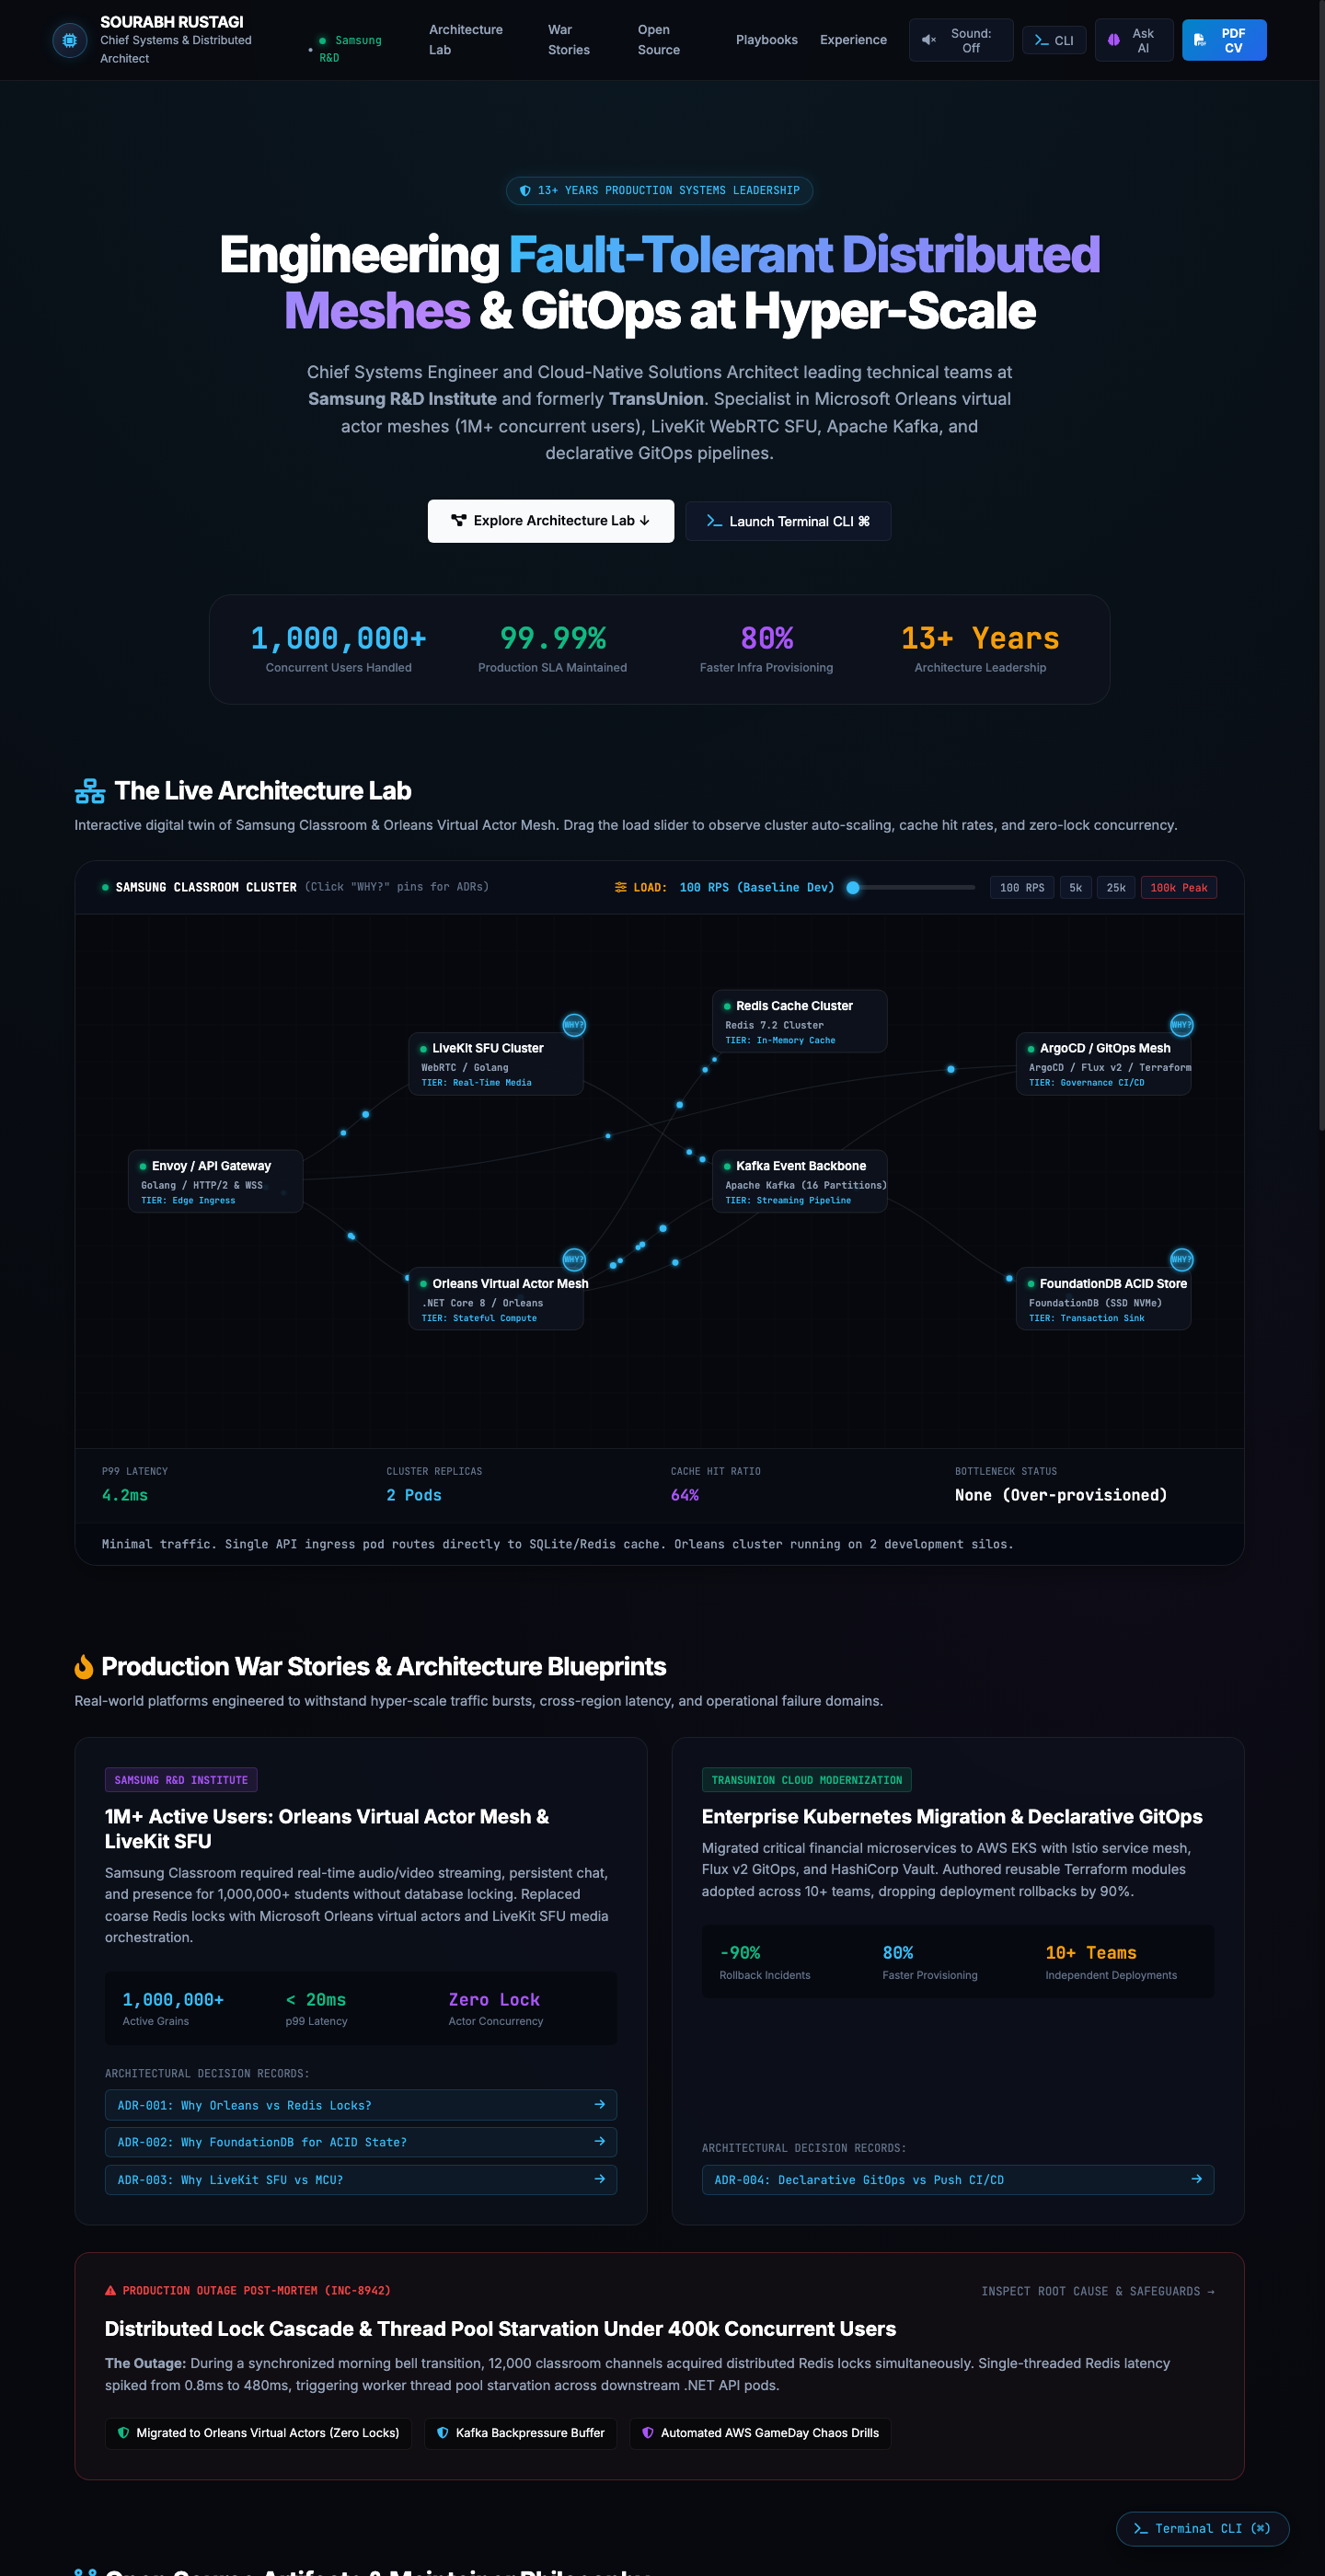 SOURABH RUSTAGI
Chief Systems & Distributed
Architect
• Samsung
R&D
Architecture
Lab
War
Stories
Open
Source
Playbooks
Experience
Sound:
Off
CLI
Ask
AI
PDF
CV
13+ YEARS PRODUCTION SYSTEMS LEADERSHIP
Engineering Fault-Tolerant Distributed
Meshes & GitOps at Hyper-Scale
Chief Systems Engineer and Cloud-Native Solutions Architect leading technical teams at
Samsung R&D Institute and formerly TransUnion. Specialist in Microsoft Orleans virtual
actor meshes (1M+ concurrent users), LiveKit WebRTC SFU, Apache Kafka, and
declarative GitOps pipelines.
Explore Architecture Lab ↓
Launch Terminal CLI ⌘
1,000,000+
Concurrent Users Handled
99.99%
Production SLA Maintained
80%
Faster Infra Provisioning
13+ Years
Architecture Leadership
The Live Architecture Lab
Interactive digital twin of Samsung Classroom & Orleans Virtual Actor Mesh. Drag the load slider to observe cluster auto-scaling, cache hit rates, and zero-lock concurrency.
SAMSUNG CLASSROOM CLUSTER (Click "WHY?" pins for ADRs)
LOAD: 100 RPS (Baseline Dev)
100 RPS
5k
25k
100k Peak
Redis Cache Cluster
Redis 7.2 Cluster
TIER: In-Memory Cache
WHY?
LiveKit SFU Cluster
WebRTC / Golang
TIER: Real-Time Media
WHY?
ArgoCD / GitOps Mesh
ArgoCD / Flux v2 / Terraform
TIER: Governance CI/CD
Envoy / API Gateway
Golang / HTTP/2 & WSS
TIER: Edge Ingress
Kafka Event Backbone
Apache Kafka (16 Partitions)
TIER: Streaming Pipeline
WHY?
Orleans Virtual Actor Mesh
.NET Core 8 / Orleans
TIER: Stateful Compute
WHY?
FoundationDB ACID Store
FoundationDB (SSD NVMe)
TIER: Transaction Sink
P99 LATENCY
4.2ms
CLUSTER REPLICAS
2 Pods
CACHE HIT RATIO
64%
BOTTLENECK STATUS
None (Over-provisioned)
Minimal traffic. Single API ingress pod routes directly to SQLite/Redis cache. Orleans cluster running on 2 development silos.
Production War Stories & Architecture Blueprints
Real-world platforms engineered to withstand hyper-scale traffic bursts, cross-region latency, and operational failure domains.
SAMSUNG R&D INSTITUTE
1M+ Active Users: Orleans Virtual Actor Mesh &
LiveKit SFU
Samsung Classroom required real-time audio/video streaming, persistent chat,
and presence for 1,000,000+ students without database locking. Replaced
coarse Redis locks with Microsoft Orleans virtual actors and LiveKit SFU media
orchestration.
1,000,000+
Active Grains
< 20ms
p99 Latency
Zero Lock
Actor Concurrency
ARCHITECTURAL DECISION RECORDS:
ADR-001: Why Orleans vs Redis Locks? →
ADR-002: Why FoundationDB for ACID State? →
ADR-003: Why LiveKit SFU vs MCU? →
TRANSUNION CLOUD MODERNIZATION
Enterprise Kubernetes Migration & Declarative GitOps
Migrated critical financial microservices to AWS EKS with Istio service mesh,
Flux v2 GitOps, and HashiCorp Vault. Authored reusable Terraform modules
adopted across 10+ teams, dropping deployment rollbacks by 90%.
-90%
Rollback Incidents
80%
Faster Provisioning
10+ Teams
Independent Deployments
ARCHITECTURAL DECISION RECORDS:
ADR-004: Declarative GitOps vs Push CI/CD →
PRODUCTION OUTAGE POST-MORTEM (INC-8942)
INSPECT ROOT CAUSE & SAFEGUARDS →
Distributed Lock Cascade & Thread Pool Starvation Under 400k Concurrent Users
The Outage: During a synchronized morning bell transition, 12,000 classroom channels acquired distributed Redis locks simultaneously. Single-threaded Redis latency
spiked from 0.8ms to 480ms, triggering worker thread pool starvation across downstream .NET API pods.
Migrated to Orleans Virtual Actors (Zero Locks)
Kafka Backpressure Buffer
Automated AWS GameDay Chaos Drills
Terminal CLI (⌘)
Open Source Artifacts & Maintainer Philosophy